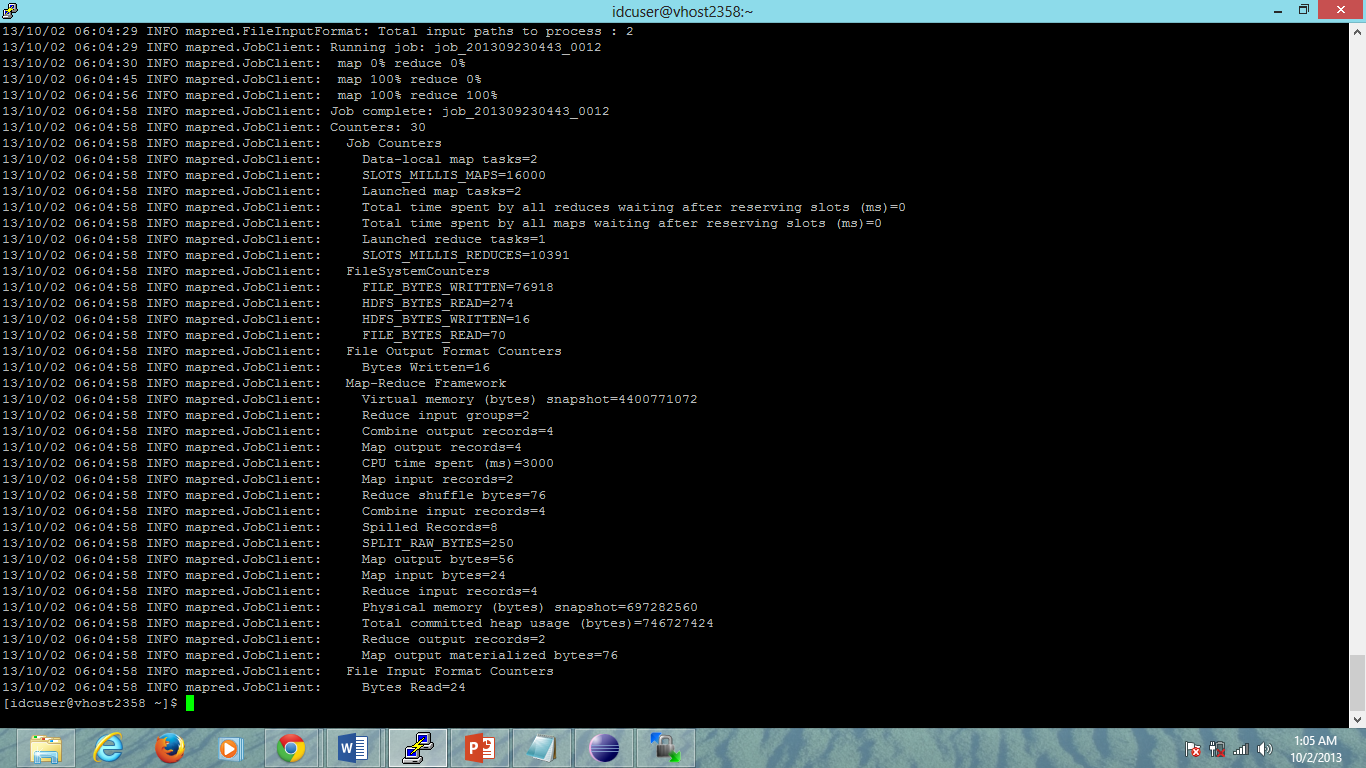 idcuser@vhost2358:~
13/10/02 06:04:29 INFO mapred.FileInputFormat: Total input paths to process : 2
13/10/02 06:04:29 INFO mapred.JobClient: Running job: job_201309230443_0012
13/10/02 06:04:30 INFO mapred.JobClient:  map 0% reduce 0%
13/10/02 06:04:45 INFO mapred.JobClient:  map 100% reduce 0%
13/10/02 06:04:56 INFO mapred.JobClient:  map 100% reduce 100%
13/10/02 06:04:58 INFO mapred.JobClient: Job complete: job_201309230443_0012
13/10/02 06:04:58 INFO mapred.JobClient: Counters: 30
13/10/02 06:04:58 INFO mapred.JobClient:   Job Counters
13/10/02 06:04:58 INFO mapred.JobClient:     Data-local map tasks=2
13/10/02 06:04:58 INFO mapred.JobClient:     SLOTS_MILLIS_MAPS=16000
13/10/02 06:04:58 INFO mapred.JobClient:     Launched map tasks=2
13/10/02 06:04:58 INFO mapred.JobClient:     Total time spent by all reduces waiting after reserving slots (ms)=0
13/10/02 06:04:58 INFO mapred.JobClient:     Total time spent by all maps waiting after reserving slots (ms)=0
13/10/02 06:04:58 INFO mapred.JobClient:     Launched reduce tasks=1
13/10/02 06:04:58 INFO mapred.JobClient:     SLOTS_MILLIS_REDUCES=10391
13/10/02 06:04:58 INFO mapred.JobClient:   FileSystemCounters
13/10/02 06:04:58 INFO mapred.JobClient:     FILE_BYTES_WRITTEN=76918
13/10/02 06:04:58 INFO mapred.JobClient:     HDFS_BYTES_READ=274
13/10/02 06:04:58 INFO mapred.JobClient:     HDFS_BYTES_WRITTEN=16
13/10/02 06:04:58 INFO mapred.JobClient:     FILE_BYTES_READ=70
13/10/02 06:04:58 INFO mapred.JobClient:   File Output Format Counters
13/10/02 06:04:58 INFO mapred.JobClient:     Bytes Written=16
13/10/02 06:04:58 INFO mapred.JobClient:   Map-Reduce Framework
13/10/02 06:04:58 INFO mapred.JobClient:     Virtual memory (bytes) snapshot=4400771072
13/10/02 06:04:58 INFO mapred.JobClient:     Reduce input groups=2
13/10/02 06:04:58 INFO mapred.JobClient:     Combine output records=4
13/10/02 06:04:58 INFO mapred.JobClient:     Map output records=4
13/10/02 06:04:58 INFO mapred.JobClient:     CPU time spent (ms)=3000
13/10/02 06:04:58 INFO mapred.JobClient:     Map input records=2
13/10/02 06:04:58 INFO mapred.JobClient:     Reduce shuffle bytes=76
13/10/02 06:04:58 INFO mapred.JobClient:     Combine input records=4
13/10/02 06:04:58 INFO mapred.JobClient:     Spilled Records=8
13/10/02 06:04:58 INFO mapred.JobClient:     SPLIT_RAW_BYTES=250
13/10/02 06:04:58 INFO mapred.JobClient:     Map output bytes=56
13/10/02 06:04:58 INFO mapred.JobClient:     Map input bytes=24
13/10/02 06:04:58 INFO mapred.JobClient:     Reduce input records=4
13/10/02 06:04:58 INFO mapred.JobClient:     Physical memory (bytes) snapshot=697282560
13/10/02 06:04:58 INFO mapred.JobClient:     Total committed heap usage (bytes)=746727424
13/10/02 06:04:58 INFO mapred.JobClient:     Reduce output records=2
13/10/02 06:04:58 INFO mapred.JobClient:     Map output materialized bytes=76
13/10/02 06:04:58 INFO mapred.JobClient:   File Input Format Counters
13/10/02 06:04:58 INFO mapred.JobClient:     Bytes Read=24
[idcuser@vhost2358 ~]$
1:05 AM
10/2/2013